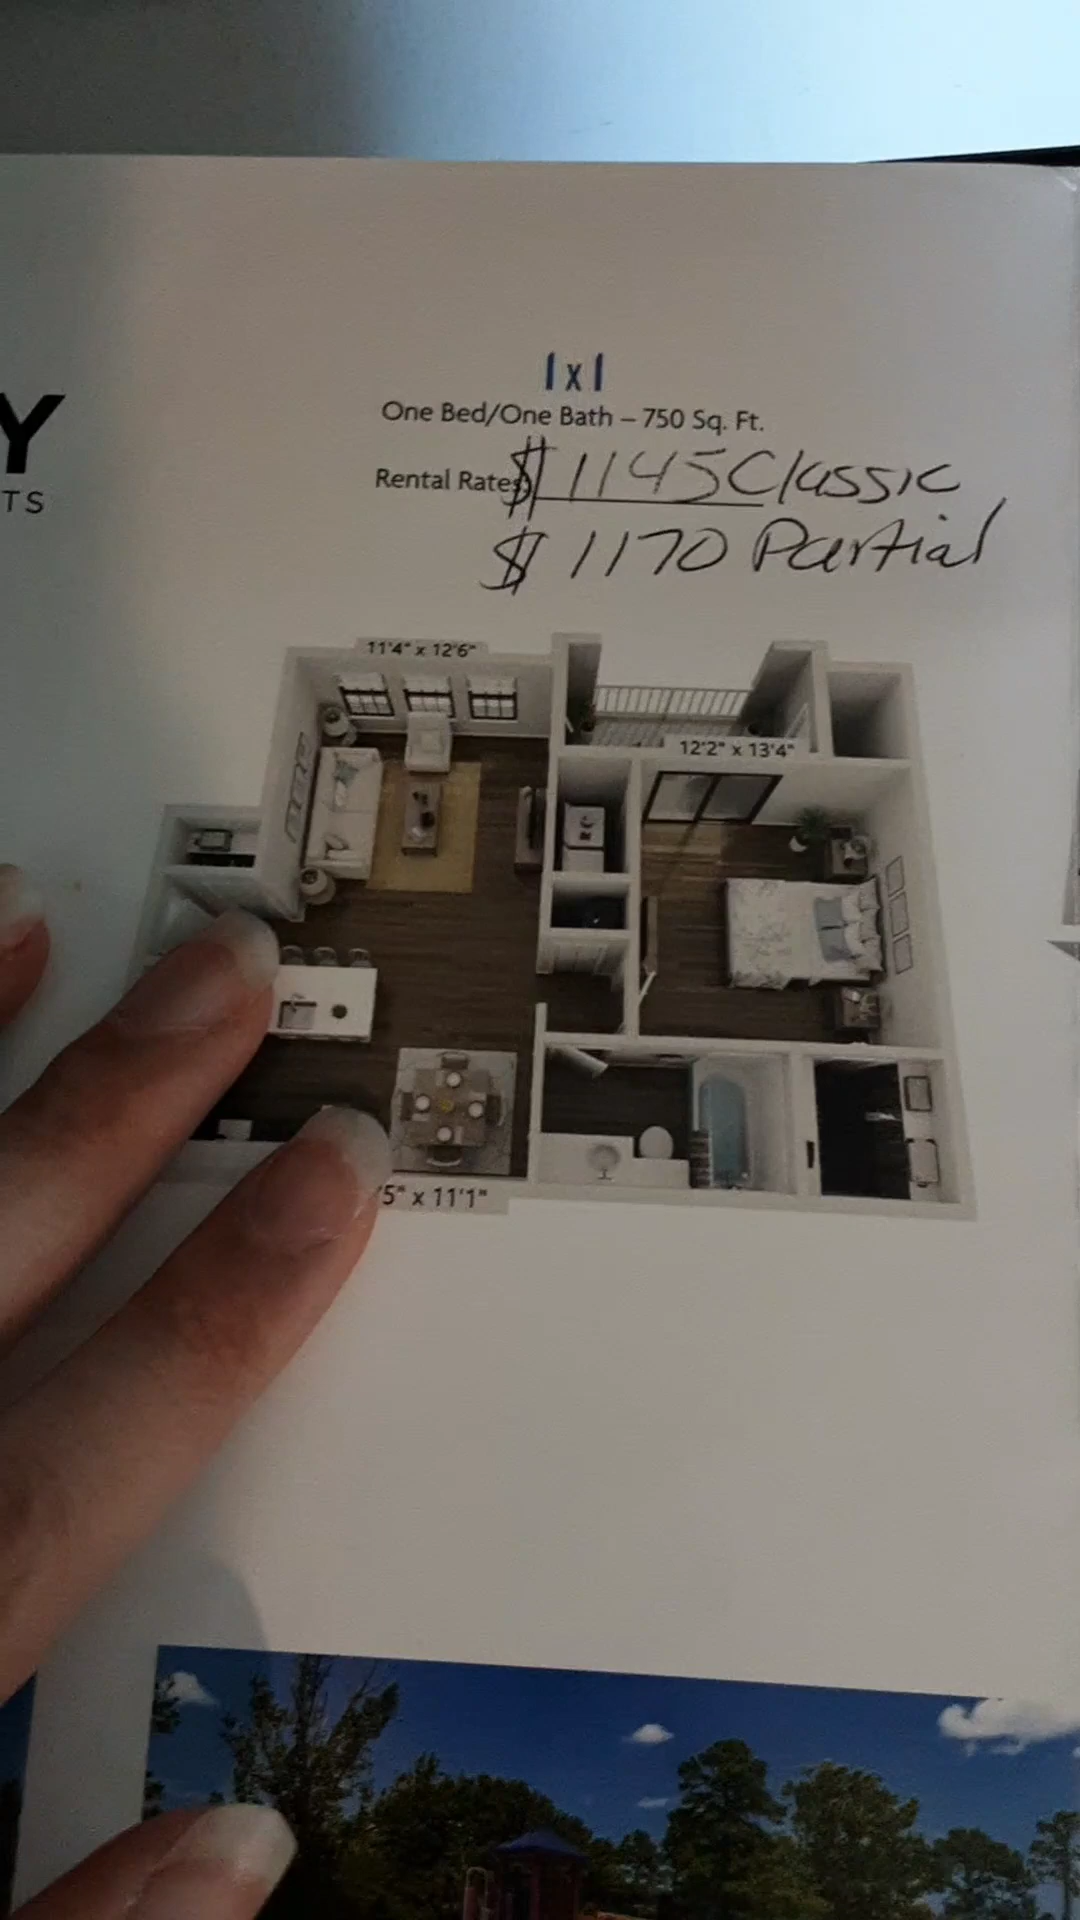 Y
TS
1x1
One Bed/One Bath – 750 Sq. Ft.
Rental Rates: $1145 Classic
$1170 Partial
11'4" x 12'6"
12'2" x 13'4"
'5" x 11'1"